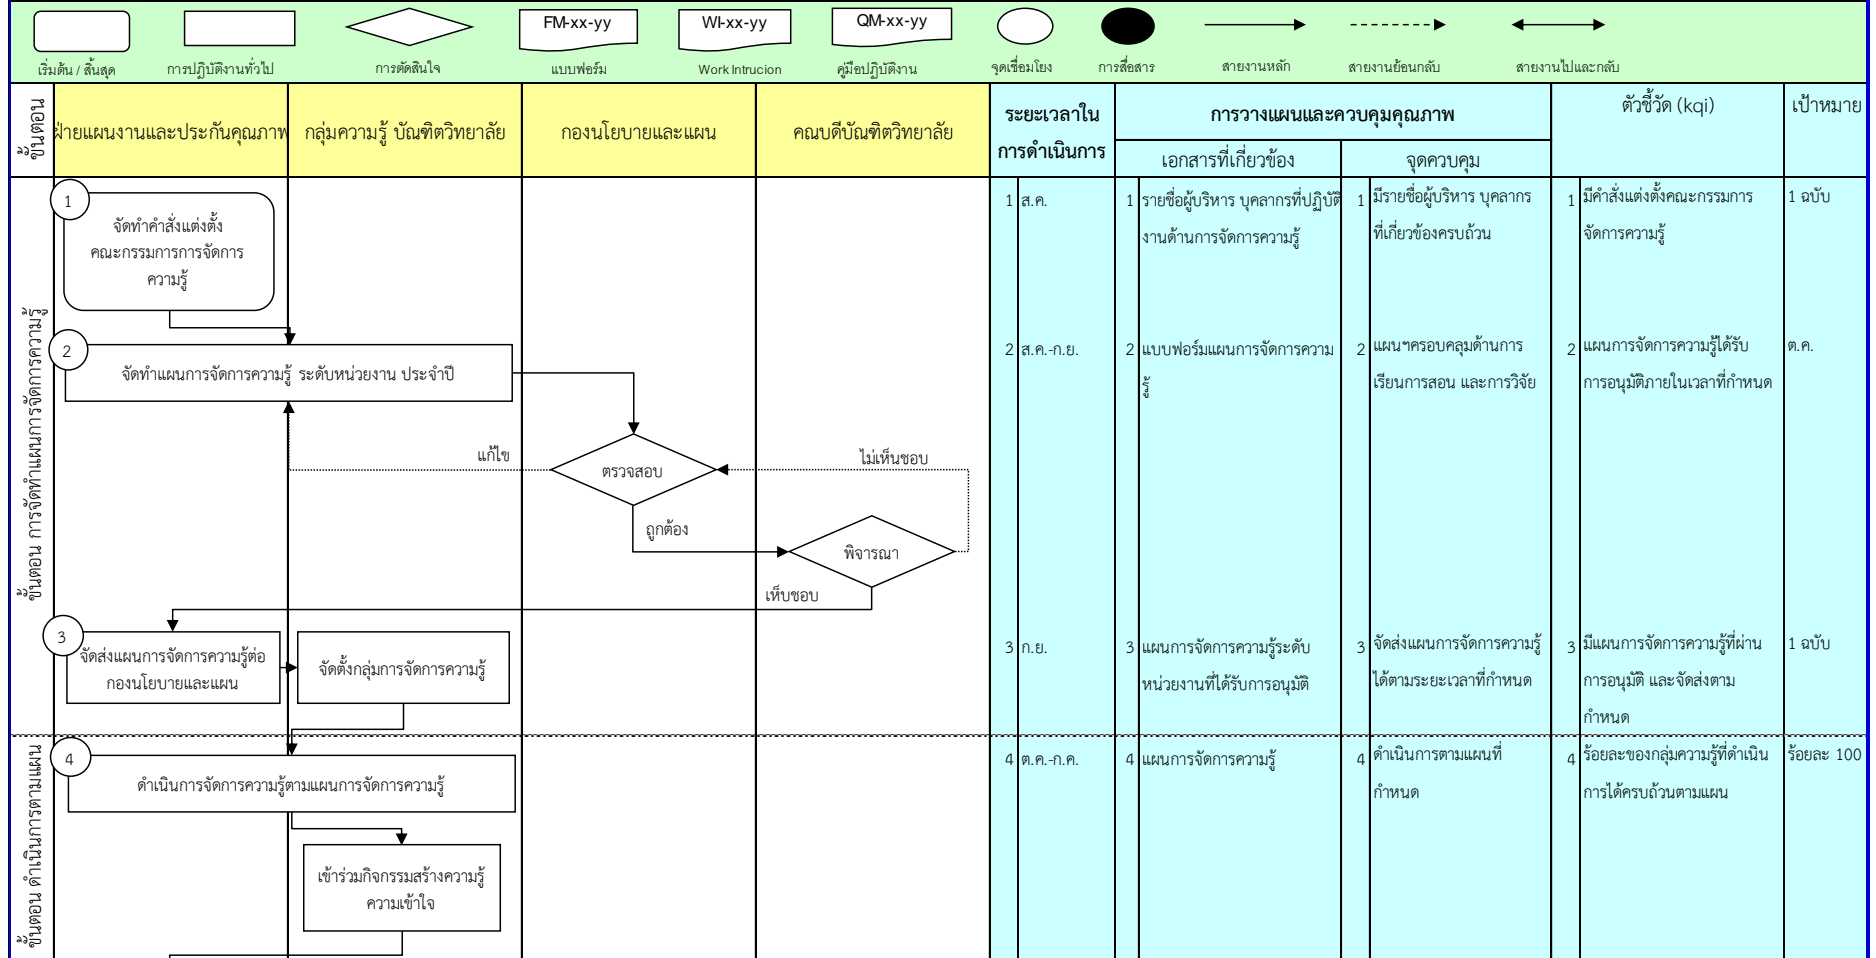 FM-xx-yy
WI-xx-yy
QM-xx-yy
เริ่มต้น / สิ้นสุด
การปฏิบัติงานทั่วไป
การตัดสินใจ
แบบฟอร์ม
Work Intrucion
คู่มือปฏิบัติงาน
จุดเชื่อมโยง
การสื่อสาร
สายงานหลัก
สายงานย้อนกลับ
สายงานไปและกลับ
ขั้นตอน
ฝ่ายแผนงานและประกันคุณภาพ
กลุ่มความรู้ บัณฑิตวิทยาลัย
กองนโยบายและแผน
คณบดีบัณฑิตวิทยาลัย
ระยะเวลาใน
การดำเนินการ
การวางแผนและควบคุมคุณภาพ
เอกสารที่เกี่ยวข้อง
จุดควบคุม
ตัวชี้วัด (kqi)
เป้าหมาย
ขั้นตอน การจัดทำแผนการจัดการความรู้
1
จัดทำคำสั่งแต่งตั้ง
คณะกรรมการการจัดการ
ความรู้
1 ส.ค.
1 รายชื่อผู้บริหาร บุคลากรที่ปฏิบัติ
งานด้านการจัดการความรู้
1 มีรายชื่อผู้บริหาร บุคลากร
ที่เกี่ยวข้องครบถ้วน
1 มีคำสั่งแต่งตั้งคณะกรรมการ
จัดการความรู้
1 ฉบับ
2
จัดทำแผนการจัดการความรู้ ระดับหน่วยงาน ประจำปี
2 ส.ค.-ก.ย.
2 แบบฟอร์มแผนการจัดการความ
รู้
2 แผนฯครอบคลุมด้านการ
เรียนการสอน และการวิจัย
2 แผนการจัดการความรู้ได้รับ
การอนุมัติภายในเวลาที่กำหนด
ต.ค.
แก้ไข
ตรวจสอบ
ไม่เห็นชอบ
ถูกต้อง
พิจารณา
เห็บชอบ
3
จัดส่งแผนการจัดการความรู้ต่อ
กองนโยบายและแผน
จัดตั้งกลุ่มการจัดการความรู้
3 ก.ย.
3 แผนการจัดการความรู้ระดับ
หน่วยงานที่ได้รับการอนุมัติ
3 จัดส่งแผนการจัดการความรู้
ได้ตามระยะเวลาที่กำหนด
3 มีแผนการจัดการความรู้ที่ผ่าน
การอนุมัติ และจัดส่งตาม
กำหนด
1 ฉบับ
ขั้นตอน ดำเนินการตามแผน
4
ดำเนินการจัดการความรู้ตามแผนการจัดการความรู้
4 ต.ค.-ก.ค.
4 แผนการจัดการความรู้
4 ดำเนินการตามแผนที่
กำหนด
4 ร้อยละของกลุ่มความรู้ที่ดำเนิน
การได้ครบถ้วนตามแผน
ร้อยละ 100
เข้าร่วมกิจกรรมสร้างความรู้
ความเข้าใจ